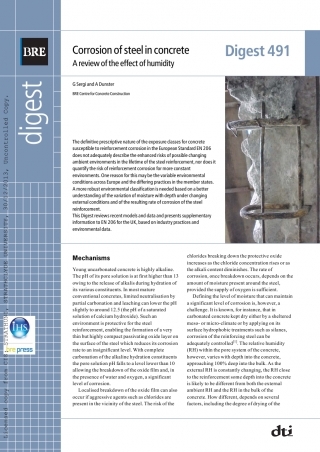 BRE
digest
Corrosion of steel in concrete
A review of the effect of humidity
Digest 491
G Sergi and A Dunster
BRE Centre for Concrete Construction
The definitive prescriptive nature of the exposure classes for concrete
susceptible to reinforcement corrosion in the European Standard EN 206
does not adequately describe the enhanced risks of possible changing
ambient environments in the lifetime of the steel reinforcement, nor does it
quantify the risk of reinforcement corrosion for more constant
environments. One reason for this may be the variable environmental
conditions across Europe and the differing practices in the member states.
A more robust environmental classification is needed based on a better
understanding of the variation of moisture with depth under changing
external conditions and of the resulting rate of corrosion of the steel
reinforcement.
This Digest reviews recent models and data and presents supplementary
information to EN 206 for the UK, based on industry practices and
environmental data.
Mechanisms
Young uncarbonated concrete is highly alkaline.
The pH of its pore solution is at first higher than 13
owing to the release of alkalis during hydration of
its various constituents. In most mature
conventional concretes, limited neutralisation by
partial carbonation and leaching can lower the pH
slightly to around 12.5 (the pH of a saturated
solution of calcium hydroxide). Such an
environment is protective for the steel
reinforcement, enabling the formation of a very
thin but highly compact passivating oxide layer on
the surface of the steel which reduces its corrosion
rate to an insignificant level. With complete
carbonation of the alkaline hydration constituents
the pore solution pH falls to a level lower than 10
allowing the breakdown of the oxide film and, in
the presence of water and oxygen, a significant
level of corrosion.
Localised breakdown of the oxide film can also
occur if aggressive agents such as chlorides are
present in the vicinity of the steel. The risk of the
chlorides breaking down the protective oxide
increases as the chloride concentration rises or as
the alkali content diminishes. The rate of
corrosion, once breakdown occurs, depends on the
amount of moisture present around the steel,
provided the supply of oxygen is sufficient.
Defining the level of moisture that can maintain
a significant level of corrosion is, however, a
challenge. It is known, for instance, that in
carbonated concrete kept dry either by a sheltered
meso- or micro-climate or by applying on its
surface hydrophobic treatments such as silanes,
corrosion of the reinforcing steel can be
adequately controlled
. The relative humidity
(RH) within the pore system of the concrete,
however, varies with depth into the concrete,
approaching 100% deep into the bulk. As the
external RH is constantly changing, the RH close
to the reinforcement some depth into the concrete
is likely to be different from both the external
ambient RH and the RH in the bulk of the
concrete. How different, depends on several
factors, including the degree of drying of the
IHS
dti